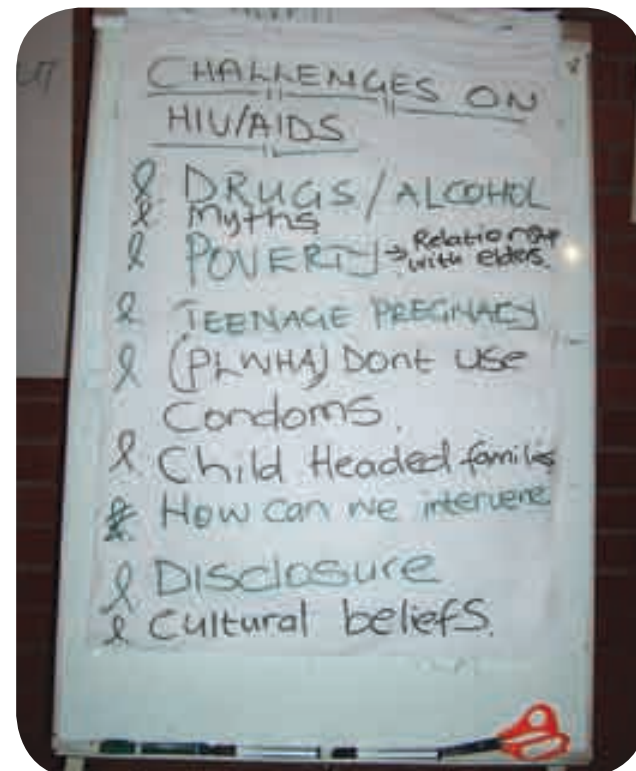 CHALLENGES ON
HIV/AIDS
DRUGS/ALCOHOL
Myths
POVERTY → Relationship
with elders.
TEENAGE PREGNACY
(PLWHA) Dont use
Condoms.
Child Headed families
How can we intervene
Disclosure
Cultural beliefs.